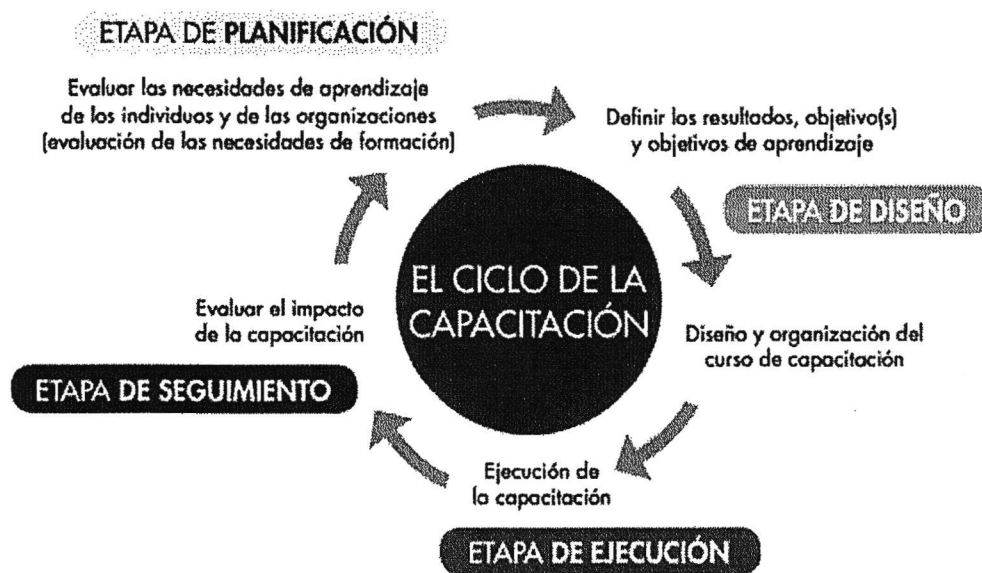 ETAPA DE PLANIFICACIÓN
Evaluar las necesidades de aprendizaje
de los individuos y de las organizaciones
(evaluación de las necesidades de formación)
Definir los resultados, objetivo(s)
y objetivos de aprendizaje
ETAPA DE DISEÑO
EL CICLO DE LA
CAPACITACIÓN
Diseño y organización del
curso de capacitación
Ejecución de
la capacitación
ETAPA DE EJECUCIÓN
Evaluar el impacto
de la capacitación
ETAPA DE SEGUIMIENTO